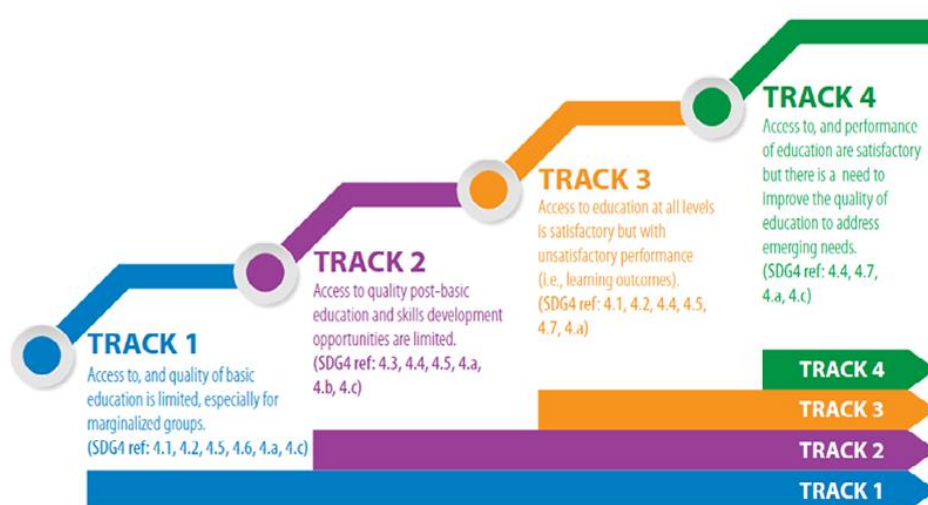 TRACK 1
Access to, and quality of basic
education is limited, especially for
marginalized groups.
(SDG4 ref: 4.1, 4.2, 4.5, 4.6, 4.a, 4.c)
TRACK 2
Access to quality post-basic
education and skills development
opportunities are limited.
(SDG4 ref: 4.3, 4.4, 4.5, 4.a,
4.b, 4.c)
TRACK 3
Access to education at all levels
is satisfactory but with
unsatisfactory performance
(i.e., learning outcomes).
(SDG4 ref: 4.1, 4.2, 4.4, 4.5,
4.7, 4.a)
TRACK 4
Access to, and performance
of education are satisfactory
but there is a need to
improve the quality of
education to address
emerging needs.
(SDG4 ref: 4.4, 4.7,
4.a, 4.c)
TRACK 4
TRACK 3
TRACK 2
TRACK 1